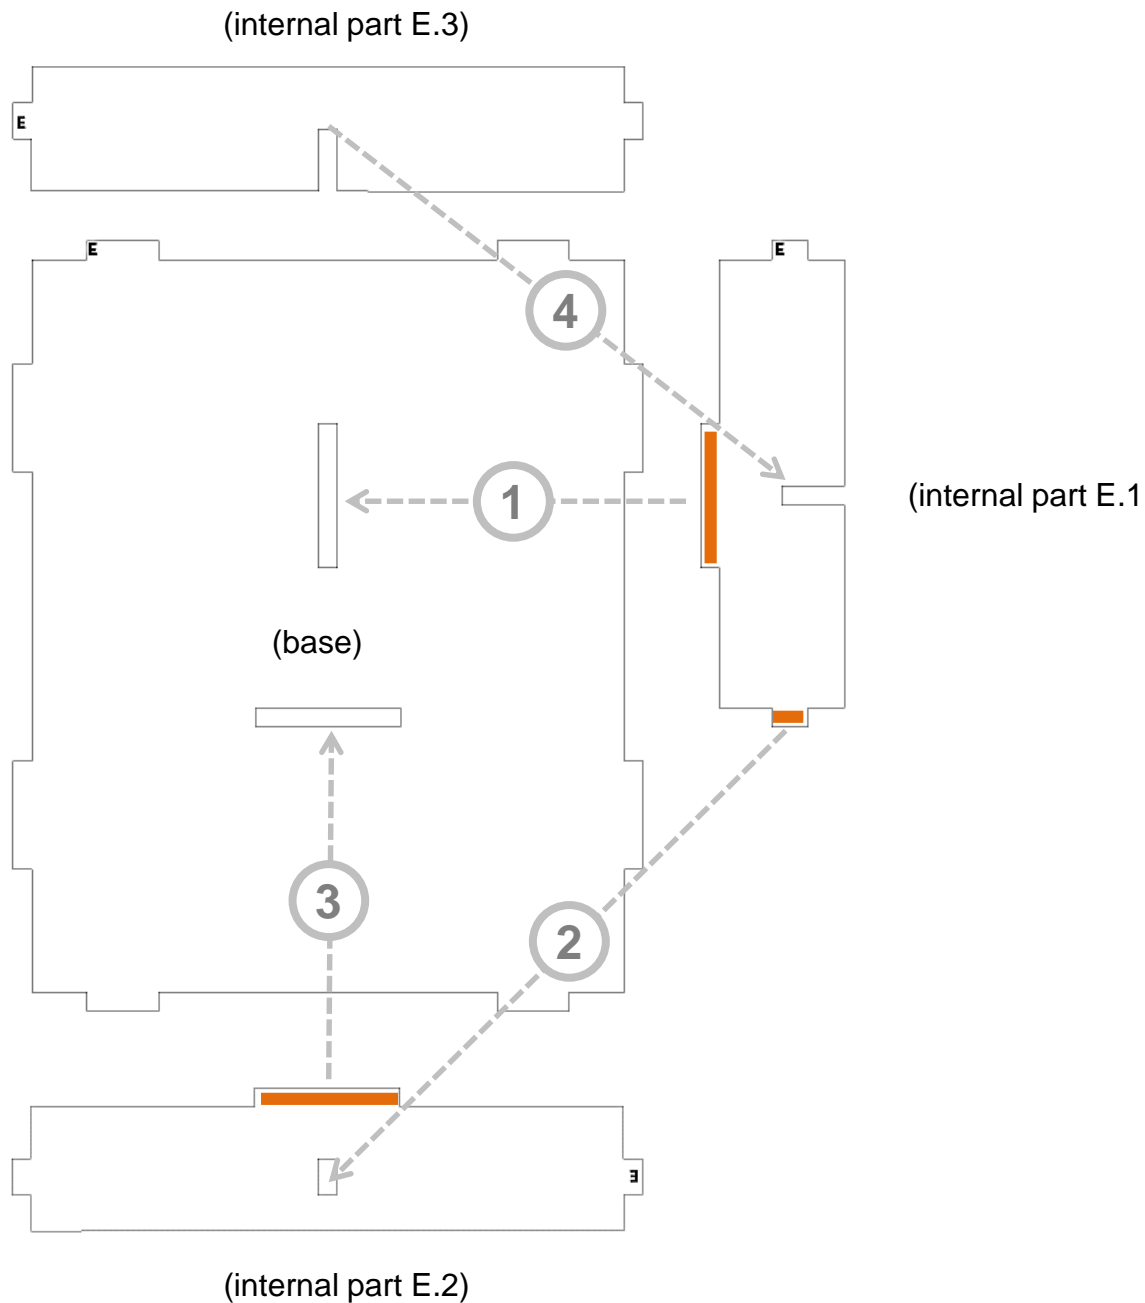 (internal part E.3)
E
E
E
4
1
(internal part E.1
(base)
3
2
E
(internal part E.2)